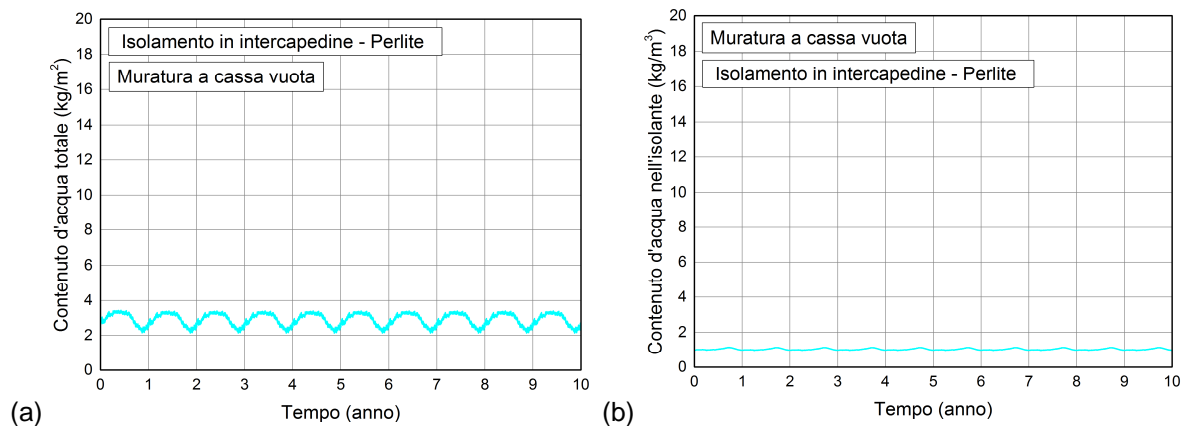 Isolamento in intercapedine - Perlite
Muratura a cassa vuota
Contenuto d'acqua totale (kg/m²)
20
18
16
14
12
10
8
6
4
2
0
0 1 2 3 4 5 6 7 8 9 10
Tempo (anno)
(a)
Muratura a cassa vuota
Isolamento in intercapedine - Perlite
Contenuto d'acqua nell'isolante (kg/m³)
20
18
16
14
12
10
8
6
4
2
0
0 1 2 3 4 5 6 7 8 9 10
Tempo (anno)
(b)